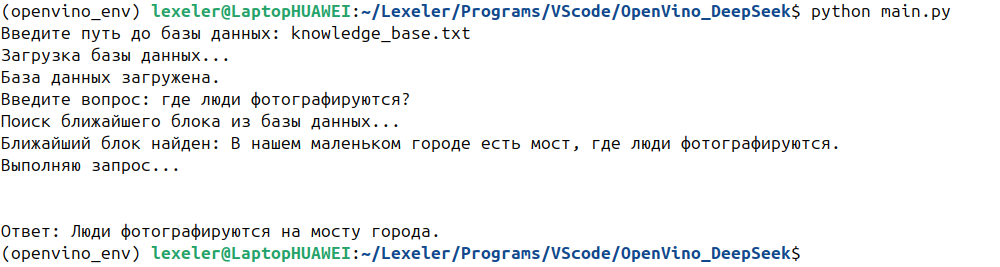 (openvino_env) lexeler@LaptopHUAWEI:~/Lexeler/Programs/VScode/OpenVino_DeepSeek$ python main.py
Введите путь до базы данных: knowledge_base.txt
Загрузка базы данных...
База данных загружена.
Введите вопрос: где люди фотографируются?
Поиск ближайшего блока из базы данных...
Ближайший блок найден: В нашем маленьком городе есть мост, где люди фотографируются.
Выполняю запрос...
Ответ: Люди фотографируются на мосту города.
(openvino_env) lexeler@LaptopHUAWEI:~/Lexeler/Programs/VScode/OpenVino_DeepSeek$